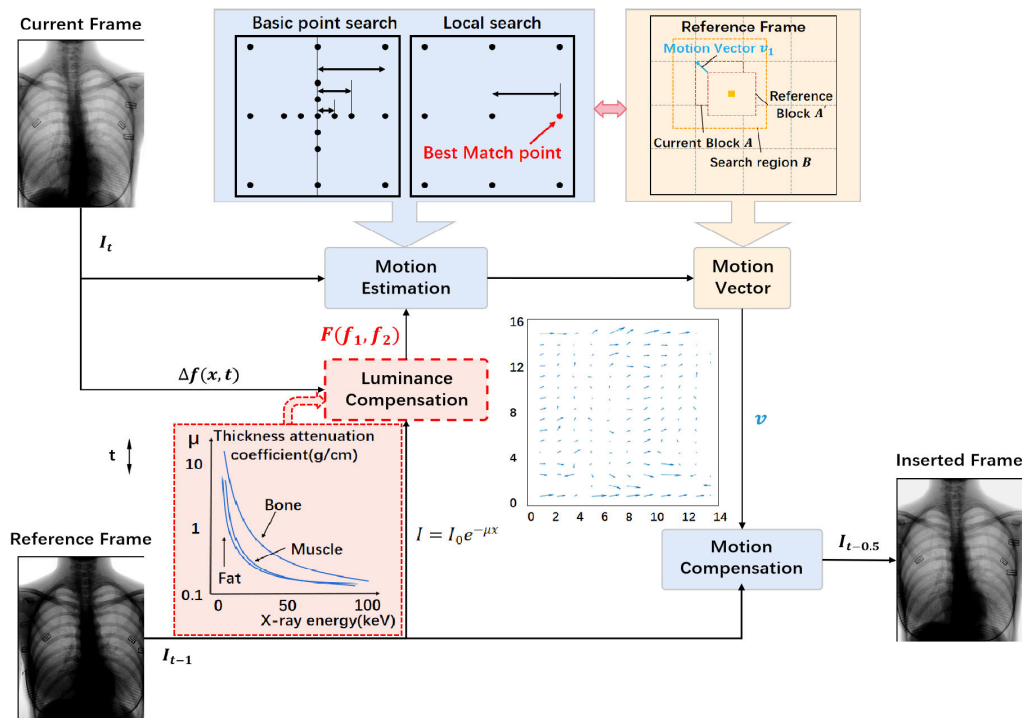 Current Frame
Basic point search
Local search
Best Match point
Reference Frame
Motion Vector v₁
Reference
Block A'
Current Block A
Search region B
I_t
Motion
Estimation
Motion
Vector
F(f₁, f₂)
Δf(x, t)
Luminance
Compensation
16
12
8
4
0
0 2 4 6 8 10 12 14
v
t
μ
Thickness attenuation
coefficient(g/cm)
10
1
0.1
Bone
Muscle
Fat
0 50 100
X-ray energy(keV)
I = I₀e^{-μx}
Reference Frame
I_{t-1}
Motion
Compensation
I_{t-0.5}
Inserted Frame